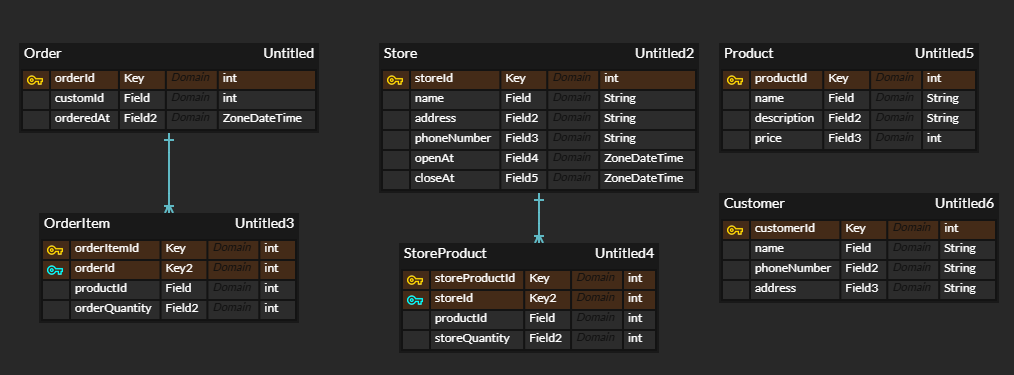 Order Untitled
orderId Key Domain int
customId Field Domain int
orderedAt Field2 Domain ZoneDateTime
Store Untitled2
storeId Key Domain int
name Field Domain String
address Field2 Domain String
phoneNumber Field3 Domain String
openAt Field4 Domain ZoneDateTime
closeAt Field5 Domain ZoneDateTime
Product Untitled5
productId Key Domain int
name Field Domain String
description Field2 Domain String
price Field3 Domain int
OrderItem Untitled3
orderItemId Key Domain int
orderId Key2 Domain int
productId Field Domain int
orderQuantity Field2 Domain int
StoreProduct Untitled4
storeProductId Key Domain int
storeId Key2 Domain int
productId Field Domain int
storeQuantity Field2 Domain int
Customer Untitled6
customerId Key Domain int
name Field Domain String
phoneNumber Field2 Domain String
address Field3 Domain String